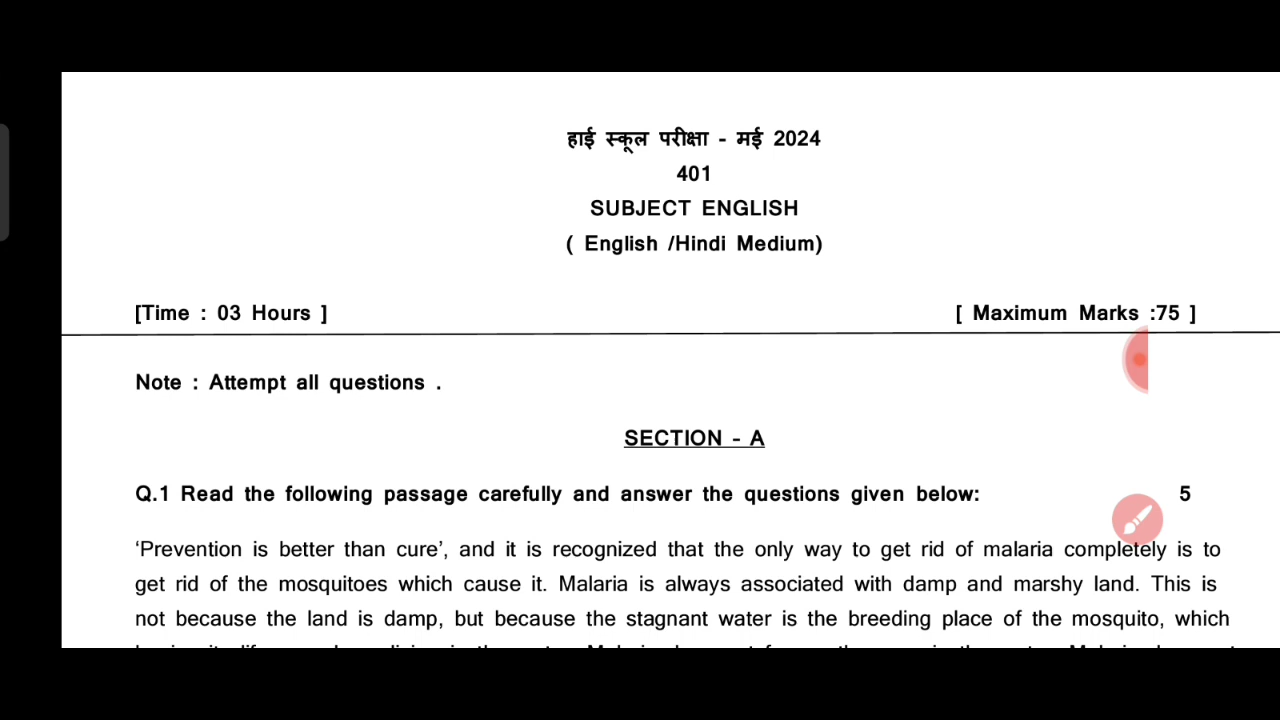 हाई स्कूल परीक्षा - मई 2024
401
SUBJECT ENGLISH
( English /Hindi Medium)
[Time : 03 Hours ] [ Maximum Marks :75 ]
Note : Attempt all questions .
SECTION - A
Q.1 Read the following passage carefully and answer the questions given below: 5
‘Prevention is better than cure’, and it is recognized that the only way to get rid of malaria completely is to
get rid of the mosquitoes which cause it. Malaria is always associated with damp and marshy land. This is
not because the land is damp, but because the stagnant water is the breeding place of the mosquito, which